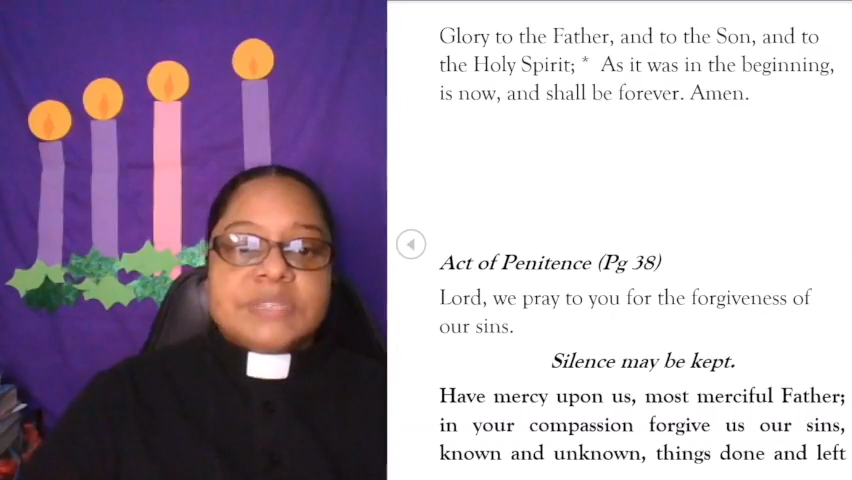 Glory to the Father, and to the Son, and to
the Holy Spirit; * As it was in the beginning,
is now, and shall be forever. Amen.
Act of Penitence (Pg 38)
Lord, we pray to you for the forgiveness of
our sins.
Silence may be kept.
Have mercy upon us, most merciful Father;
in your compassion forgive us our sins,
known and unknown, things done and left